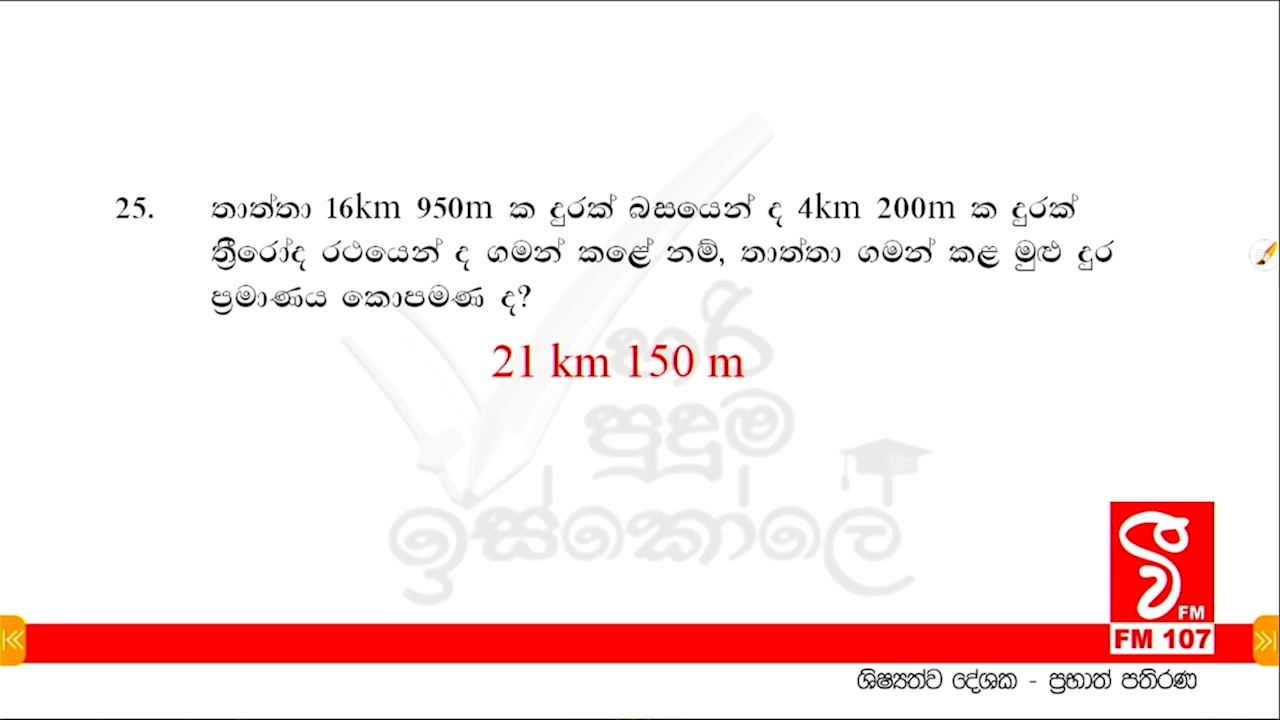 25. තාත්තා 16km 950m ක දුරක් බසයෙන් ද 4km 200m ක දුරක්
ත්‍රීරෝද රථයෙන් ද ගමන් කළේ නම්, තාත්තා ගමන් කළ මුළු දුර
ප්‍රමාණය කොපමණ ද?
21 km 150 m
හරි
පුදුම
ඉස්කෝලේ
FM
FM 107
ශිෂ්‍යත්ව දේශක - ප්‍රභාත් පතිරණ